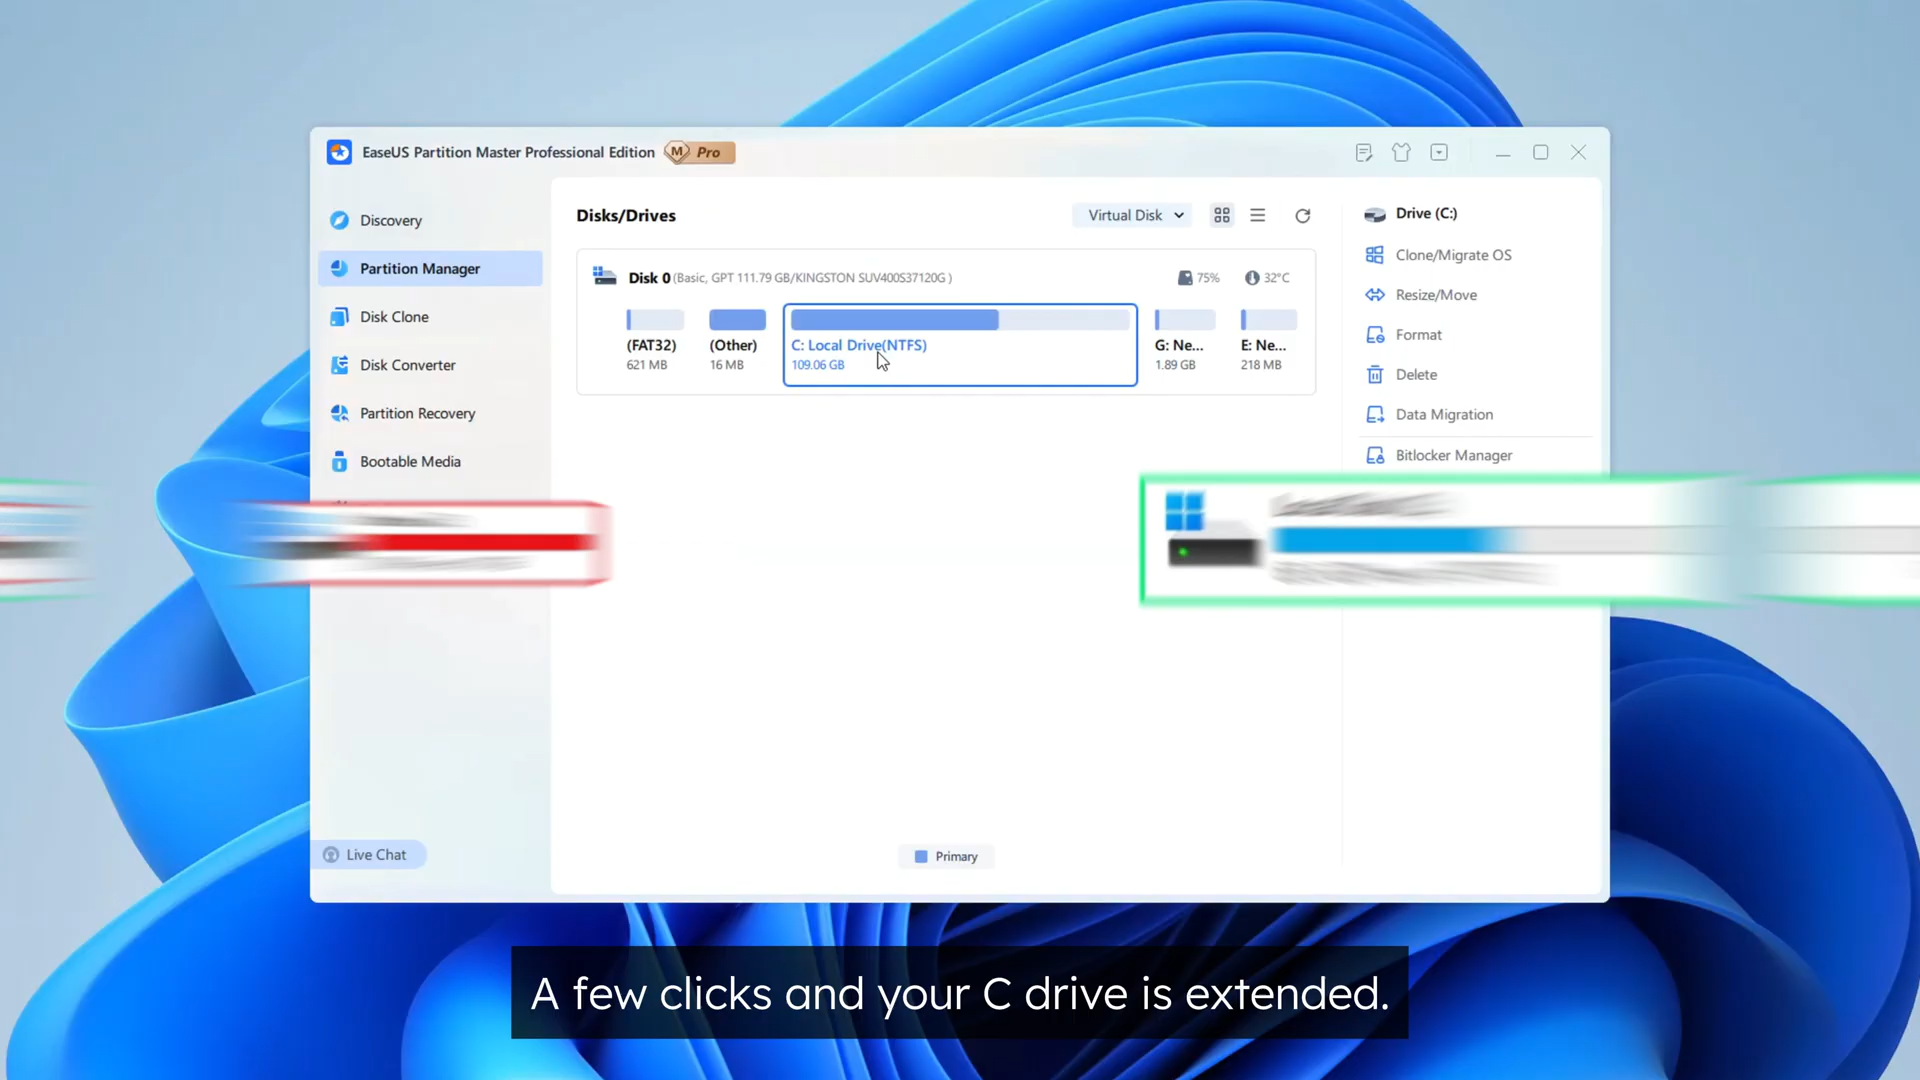 EaseUS Partition Master Professional Edition M Pro
Discovery
Partition Manager
Disk Clone
Disk Converter
Partition Recovery
Bootable Media
Live Chat
Disks/Drives
Virtual Disk
Disk 0 (Basic, GPT 111.79 GB/KINGSTON SUV400S37120G )
75%
32°C
(FAT32)
621 MB
(Other)
16 MB
C: Local Drive(NTFS)
109.06 GB
G: Ne...
1.89 GB
E: Ne...
218 MB
Primary
Drive (C:)
Clone/Migrate OS
Resize/Move
Format
Delete
Data Migration
Bitlocker Manager
A few clicks and your C drive is extended.